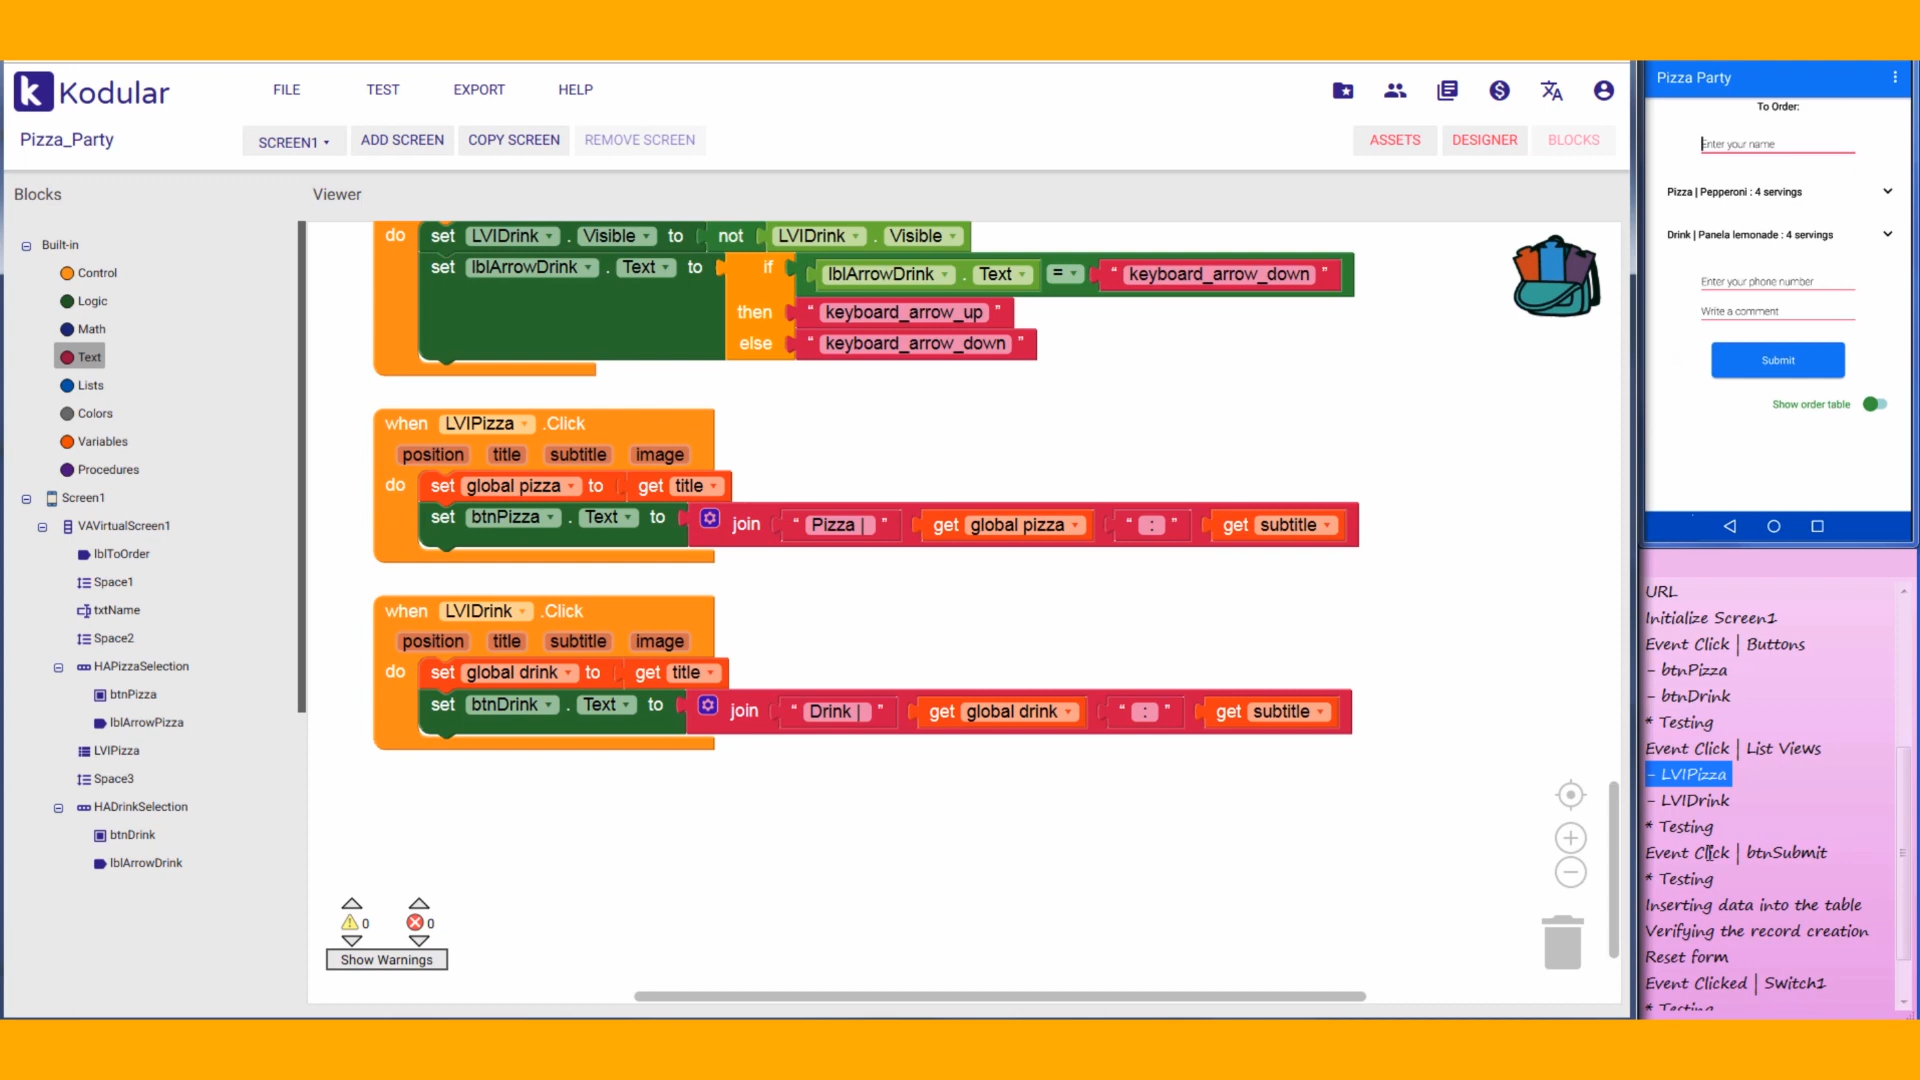 Kodular
FILE TEST EXPORT HELP
Pizza_Party
SCREEN1 ADD SCREEN COPY SCREEN REMOVE SCREEN
ASSETS DESIGNER BLOCKS
Blocks
Viewer
Built-in
Control
Logic
Math
Text
Lists
Colors
Variables
Procedures
Screen1
VAVirtualScreen1
lblToOrder
Space1
txtName
Space2
HAPizzaSelection
btnPizza
lblArrowPizza
LVIPizza
Space3
HADrinkSelection
btnDrink
lblArrowDrink
do set LVIDrink . Visible to not LVIDrink . Visible
set lblArrowDrink . Text to if lblArrowDrink . Text = " keyboard_arrow_down "
then " keyboard_arrow_up "
else " keyboard_arrow_down "
when LVIPizza .Click
position title subtitle image
do set global pizza to get title
set btnPizza . Text to join " Pizza | " get global pizza " : " get subtitle
when LVIDrink .Click
position title subtitle image
do set global drink to get title
set btnDrink . Text to join " Drink | " get global drink " : " get subtitle
0 0
Show Warnings
Pizza Party
To Order:
Enter your name
Pizza | Pepperoni : 4 servings
Drink | Panela lemonade : 4 servings
Enter your phone number
Write a comment
Submit
Show order table
URL
Initialize Screen1
Event Click | Buttons
- btnPizza
- btnDrink
* Testing
Event Click | List Views
- LVIPizza
- LVIDrink
* Testing
Event Click | btnSubmit
* Testing
Inserting data into the table
Verifying the record creation
Reset form
Event Clicked | Switch1
* Testing